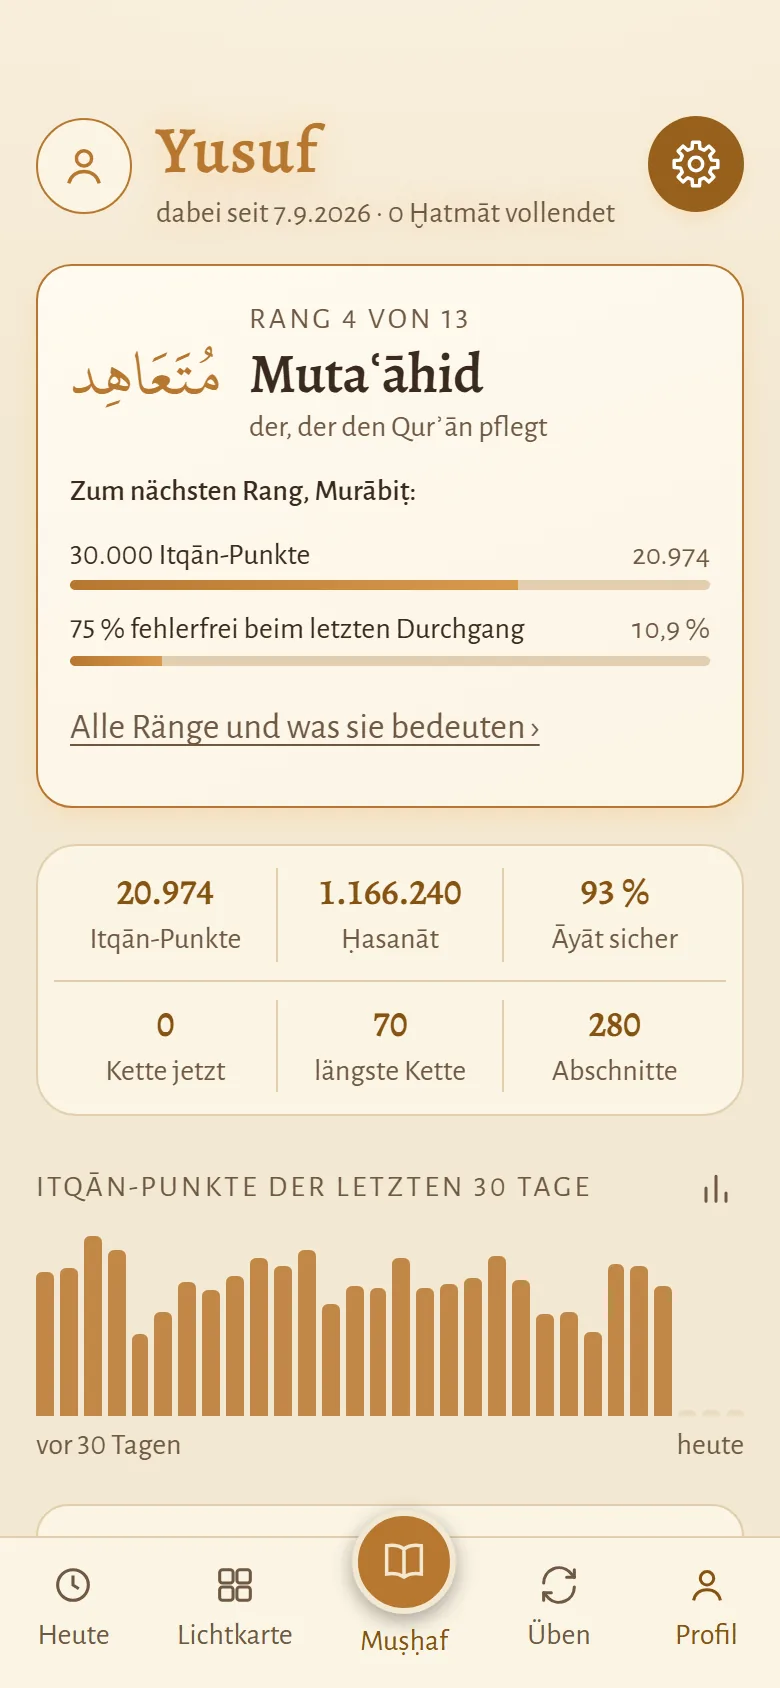 Yusuf
dabei seit 7.9.2026 · 0 Ḫatmāt vollendet
RANG 4 VON 13
مُتَعَاهِد
Mutaʿāhid
der, der den Qurʾān pflegt
Zum nächsten Rang, Murābiṭ:
30.000 Itqān-Punkte 20.974
75 % fehlerfrei beim letzten Durchgang 10,9 %
Alle Ränge und was sie bedeuten ›
20.974 1.166.240 93 %
Itqān-Punkte Ḥasanāt Āyāt sicher
0 70 280
Kette jetzt längste Kette Abschnitte
ITQĀN-PUNKTE DER LETZTEN 30 TAGE
vor 30 Tagen heute
Heute Lichtkarte Muṣḥaf Üben Profil